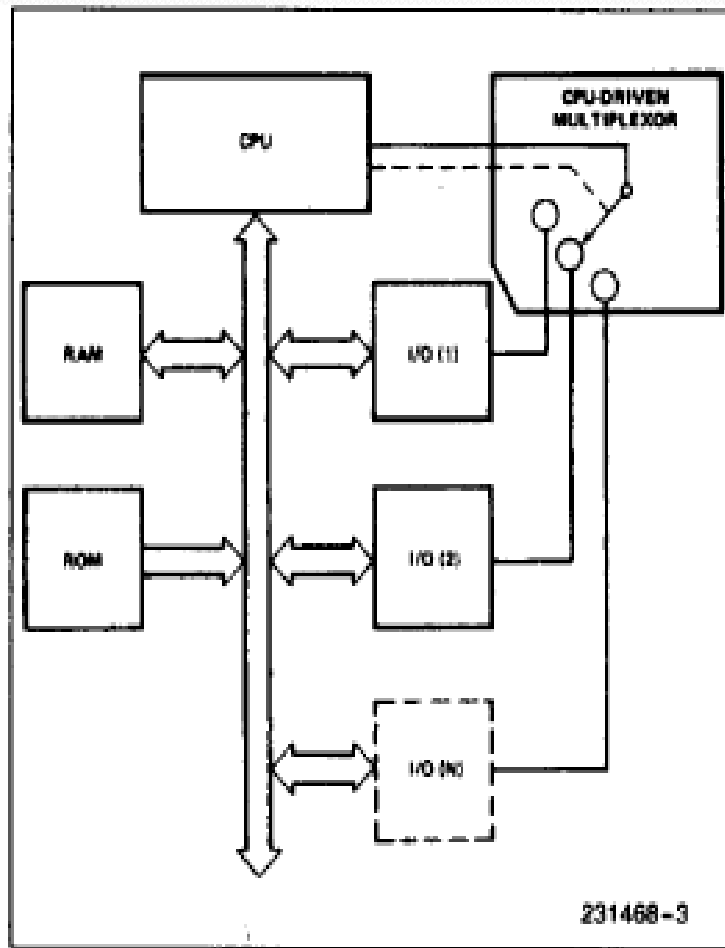 CPU
CPU-DRIVEN
MULTIPLEXOR
RAM
I/O (1)
ROM
I/O (2)
I/O (N)
231468-3